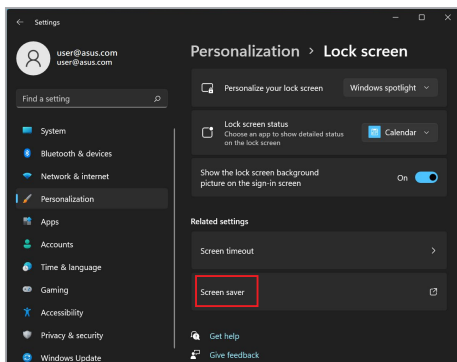 Settings
user@asus.com
user@asus.com
Find a setting
System
Bluetooth & devices
Network & internet
Personalization
Apps
Accounts
Time & language
Gaming
Accessibility
Privacy & security
Windows Update
Personalization › Lock screen
Personalize your lock screen
Windows spotlight
Lock screen status
Choose an app to show detailed status
on the lock screen
Calendar
Show the lock screen background
picture on the sign-in screen
On
Related settings
Screen timeout
Screen saver
Get help
Give feedback